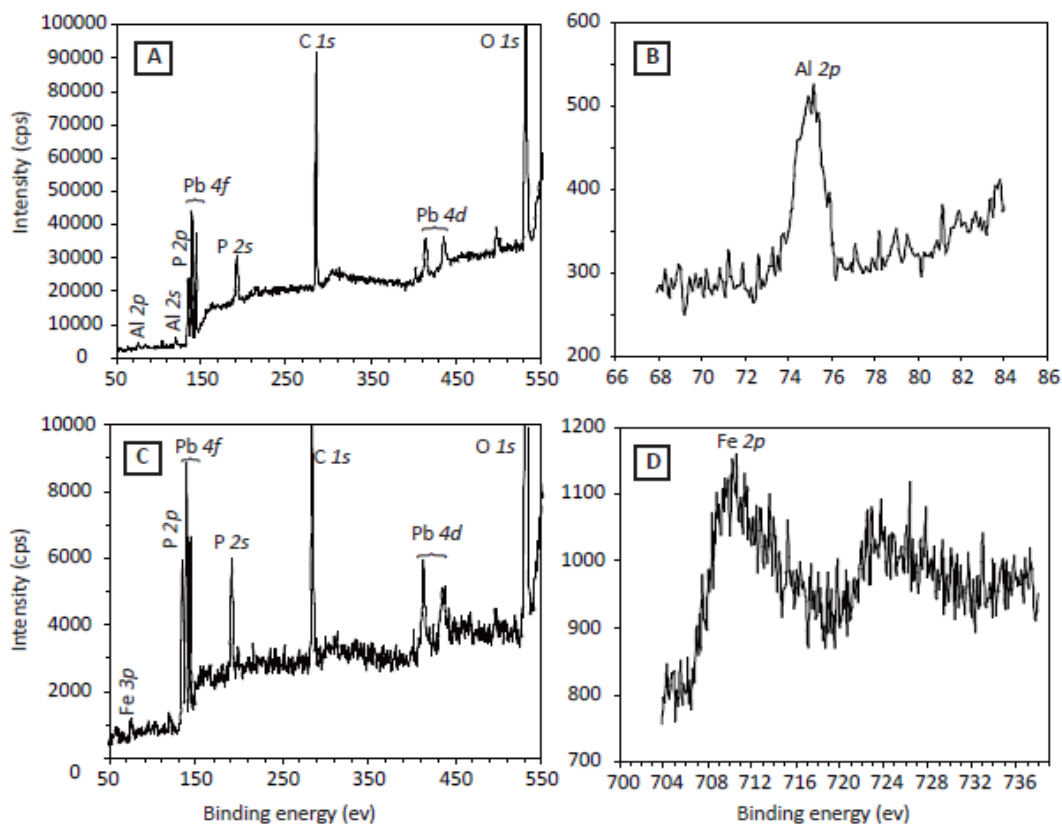 A
Intensity (cps)
100000
90000
80000
70000
60000
50000
40000
30000
20000
10000
0
50 150 250 350 450 550
Al 2p
Al 2s
P 2p
Pb 4f
P 2s
C 1s
Pb 4d
O 1s
B
600
500
400
300
200
66 68 70 72 74 76 78 80 82 84 86
Al 2p
C
Intensity (cps)
10000
8000
6000
4000
2000
0
50 150 250 350 450 550
Binding energy (ev)
Fe 3p
P 2p
Pb 4f
P 2s
C 1s
Pb 4d
O 1s
D
1200
1100
1000
900
800
700
700 704 708 712 716 720 724 728 732 736
Binding energy (ev)
Fe 2p